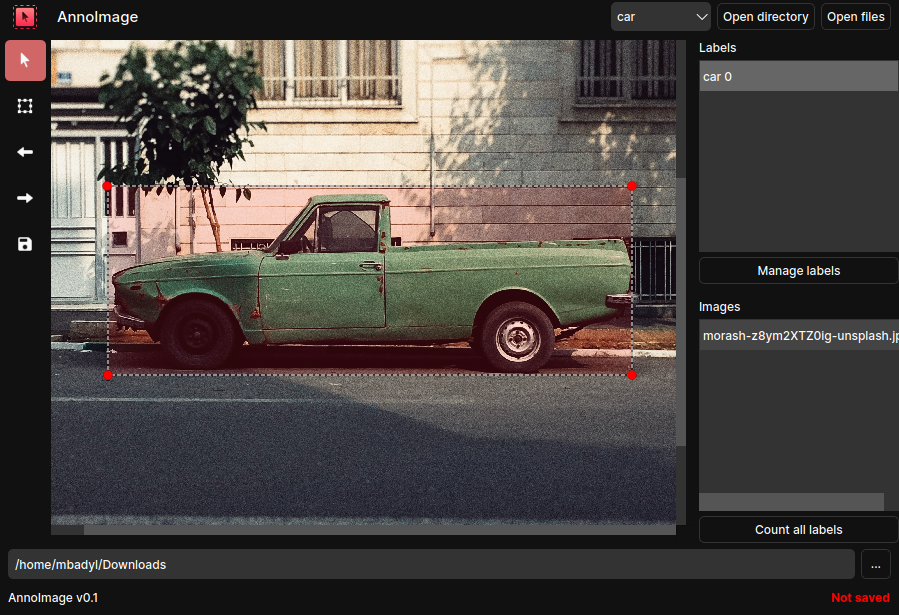 AnnoImage
car
Open directory
Open files
Labels
car 0
Manage labels
Images
morash-z8ym2XTZ0ig-unsplash.jp
Count all labels
/home/mbadyl/Downloads
...
AnnoImage v0.1
Not saved